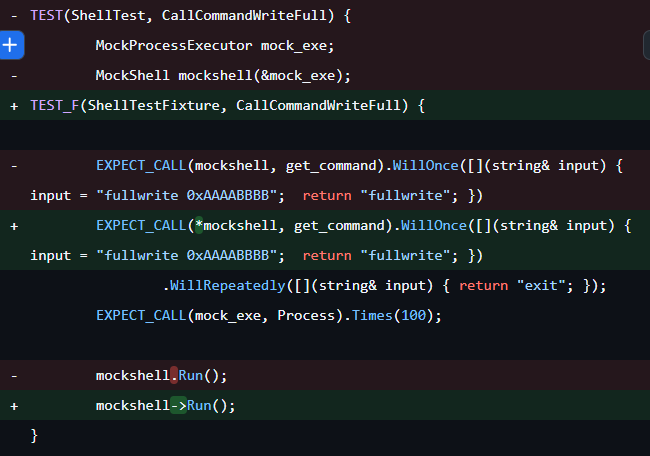 - TEST(ShellTest, CallCommandWriteFull) {
+ MockProcessExecutor mock_exe;
- MockShell mockshell(&mock_exe);
+ TEST_F(ShellTestFixture, CallCommandWriteFull) {
- EXPECT_CALL(mockshell, get_command).WillOnce([](string& input) {
input = "fullwrite 0xAAAABBBB";  return "fullwrite"; })
+ EXPECT_CALL(*mockshell, get_command).WillOnce([](string& input) {
input = "fullwrite 0xAAAABBBB";  return "fullwrite"; })
.WillRepeatedly([](string& input) { return "exit"; });
EXPECT_CALL(mock_exe, Process).Times(100);
- mockshell.Run();
+ mockshell->Run();
}